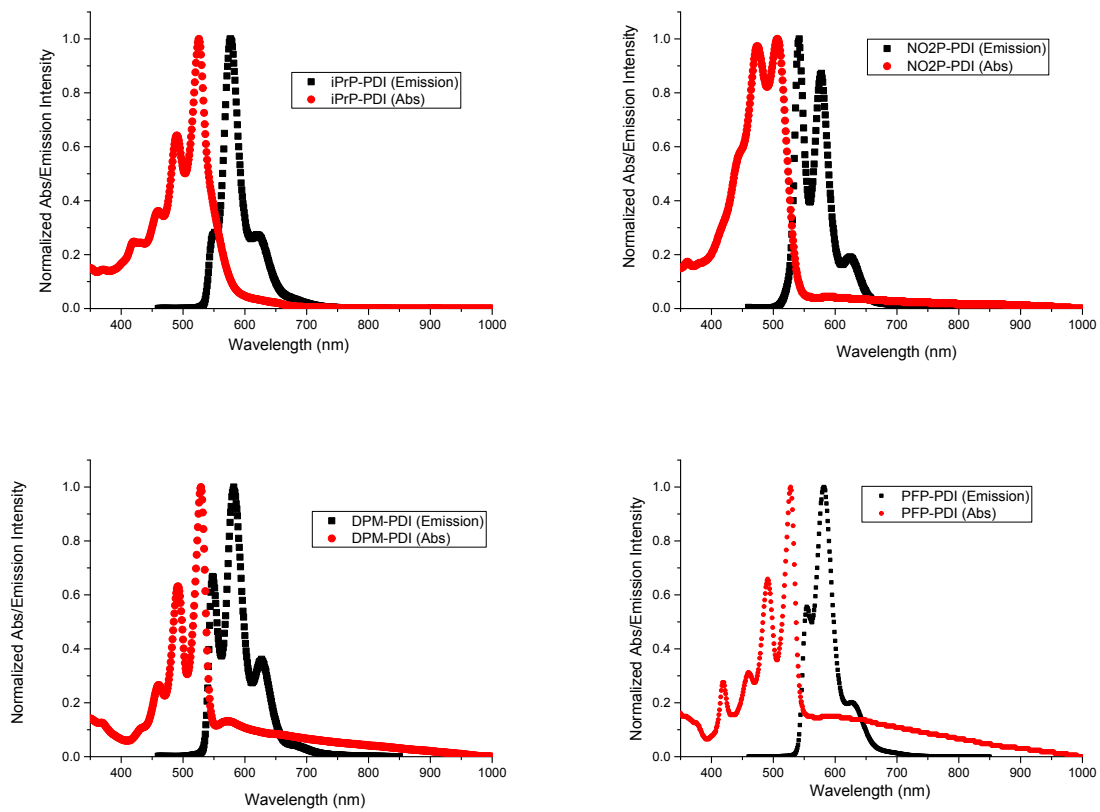 Normalized Abs/Emission Intensity
1.0
0.8
0.6
0.4
0.2
0.0
iPrP-PDI (Emission)
iPrP-PDI (Abs)
400 500 600 700 800 900 1000
Wavelength (nm)
Normalized Abs/Emission Intensity
1.0
0.8
0.6
0.4
0.2
0.0
NO2P-PDI (Emission)
NO2P-PDI (Abs)
400 500 600 700 800 900 1000
Wavelength (nm)
Normalized Abs/Emission Intensity
1.0
0.8
0.6
0.4
0.2
0.0
DPM-PDI (Emission)
DPM-PDI (Abs)
400 500 600 700 800 900 1000
Wavelength (nm)
Normalized Abs/Emission Intensity
1.0
0.8
0.6
0.4
0.2
0.0
PFP-PDI (Emission)
PFP-PDI (Abs)
400 500 600 700 800 900 1000
Wavelength (nm)